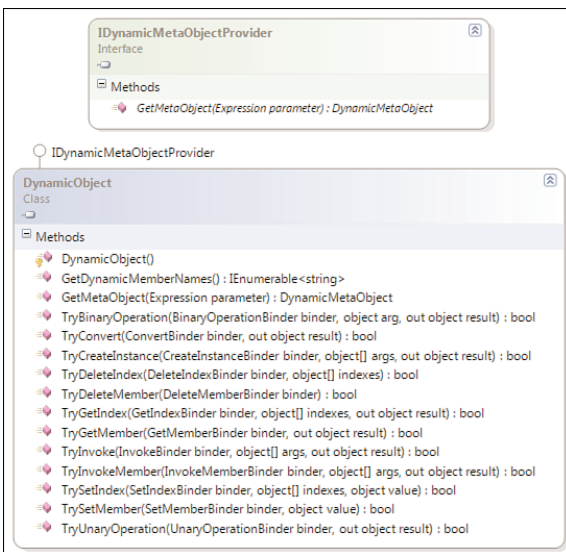 IDynamicMetaObjectProvider
Interface
Methods
GetMetaObject(Expression parameter) : DynamicMetaObject
IDynamicMetaObjectProvider
DynamicObject
Class
Methods
DynamicObject()
GetDynamicMemberNames() : IEnumerable<string>
GetMetaObject(Expression parameter) : DynamicMetaObject
TryBinaryOperation(BinaryOperationBinder binder, object arg, out object result) : bool
TryConvert(ConvertBinder binder, out object result) : bool
TryCreateInstance(CreateInstanceBinder binder, object[] args, out object result) : bool
TryDeleteIndex(DeleteIndexBinder binder, object[] indexes) : bool
TryDeleteMember(DeleteMemberBinder binder) : bool
TryGetIndex(GetIndexBinder binder, object[] indexes, out object result) : bool
TryGetMember(GetMemberBinder binder, out object result) : bool
TryInvoke(InvokeBinder binder, object[] args, out object result) : bool
TryInvokeMember(InvokeMemberBinder binder, object[] args, out object result) : bool
TrySetIndex(SetIndexBinder binder, object[] indexes, object value) : bool
TrySetMember(SetMemberBinder binder, object value) : bool
TryUnaryOperation(UnaryOperationBinder binder, out object result) : bool